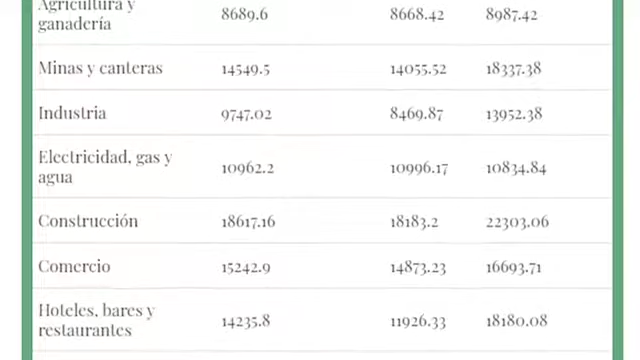 Agricultura y
ganadería
8689.6 8668.42 8987.42
Minas y canteras 14549.5 14055.52 18337.38
Industria 9747.02 8469.87 13952.38
Electricidad, gas y
agua
10962.2 10996.17 10834.84
Construcción 18617.16 18183.2 22303.06
Comercio 15242.9 14873.23 16693.71
Hoteles, bares y
restaurantes
14235.8 11926.33 18180.08